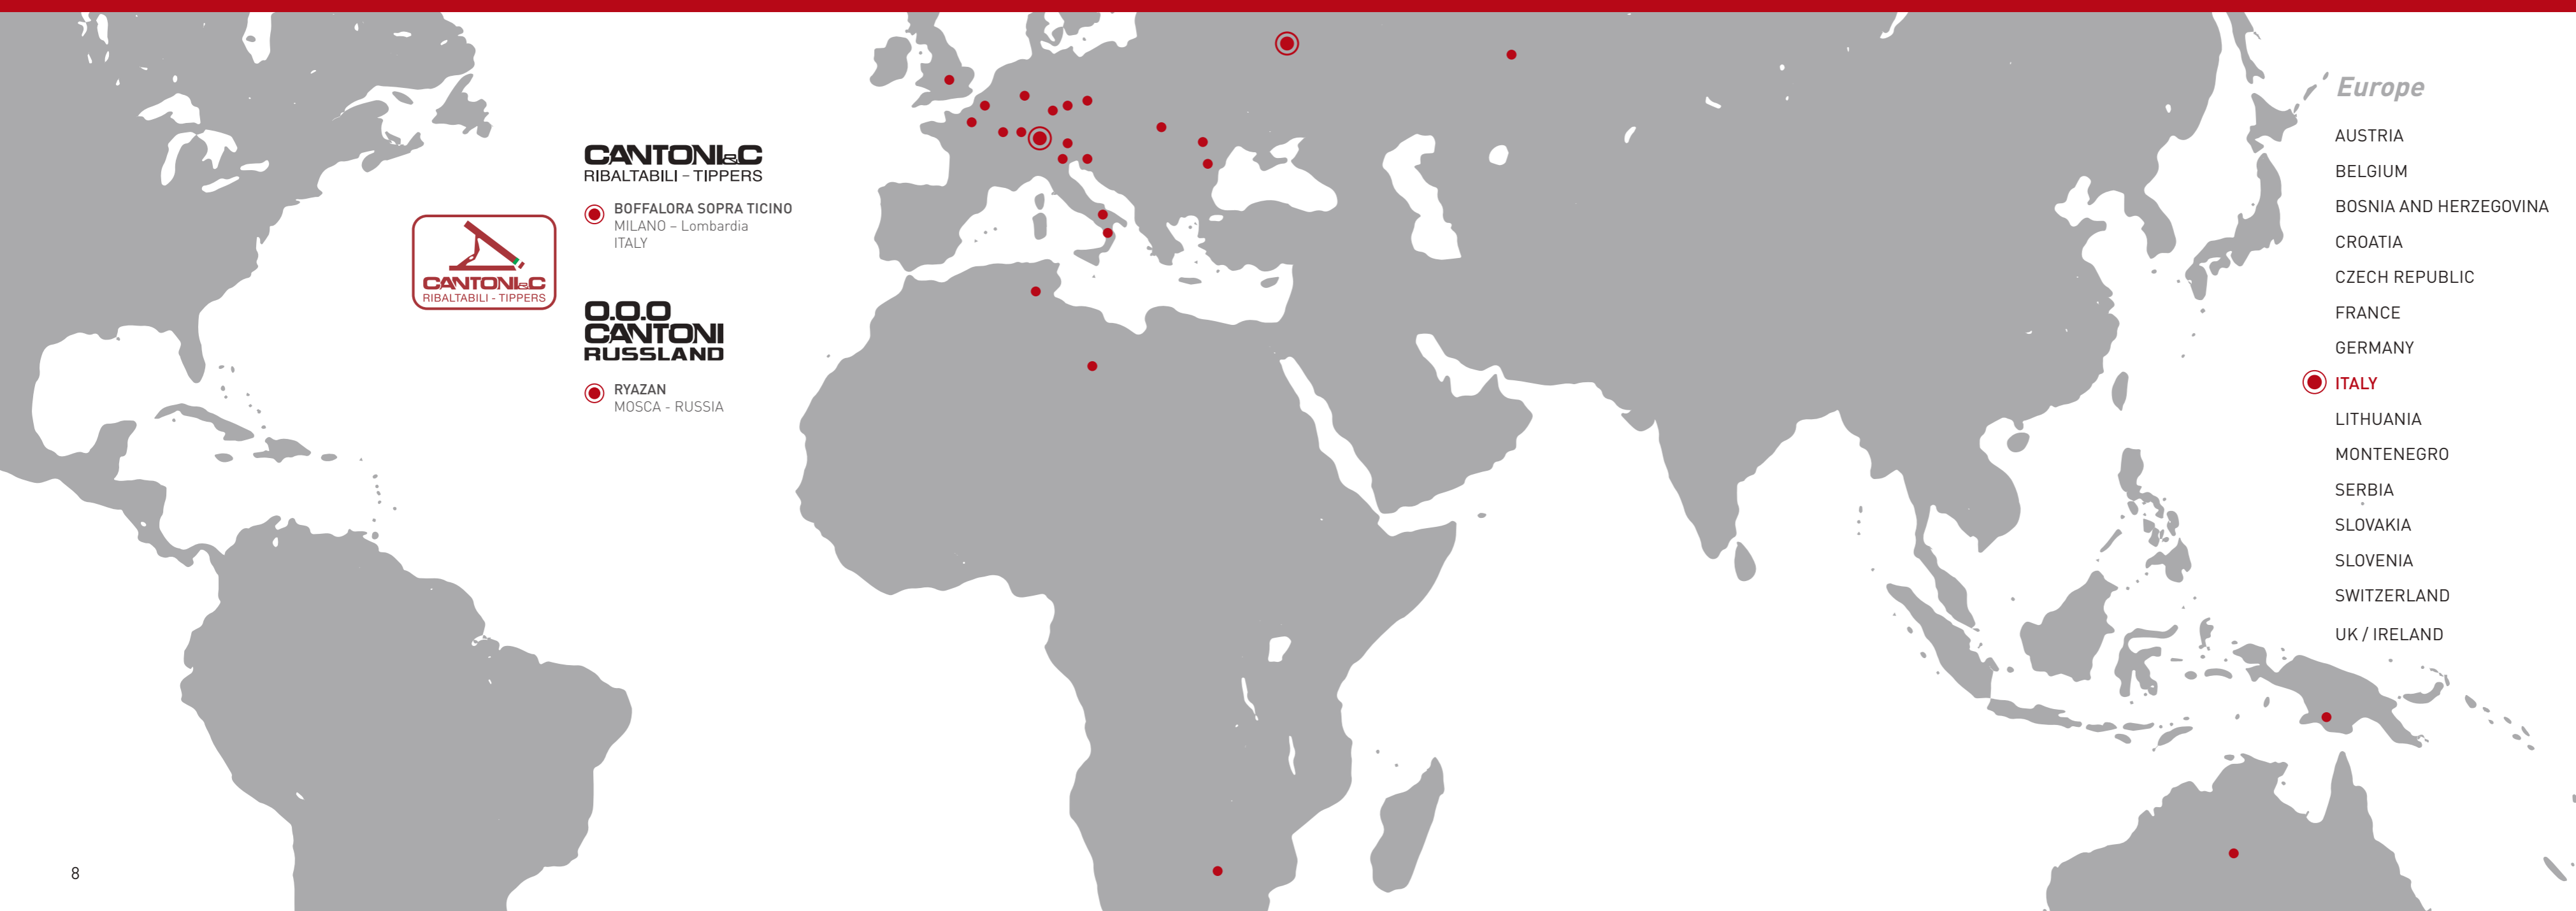 CANTONI&C
RIBALTABILI - TIPPERS
CANTONI&C
RIBALTABILI – TIPPERS
BOFFALORA SOPRA TICINO
MILANO – Lombardia
ITALY
O.O.O
CANTONI
RUSSLAND
RYAZAN
MOSCA - RUSSIA
Europe
AUSTRIA
BELGIUM
BOSNIA AND HERZEGOVINA
CROATIA
CZECH REPUBLIC
FRANCE
GERMANY
ITALY
LITHUANIA
MONTENEGRO
SERBIA
SLOVAKIA
SLOVENIA
SWITZERLAND
UK / IRELAND
8